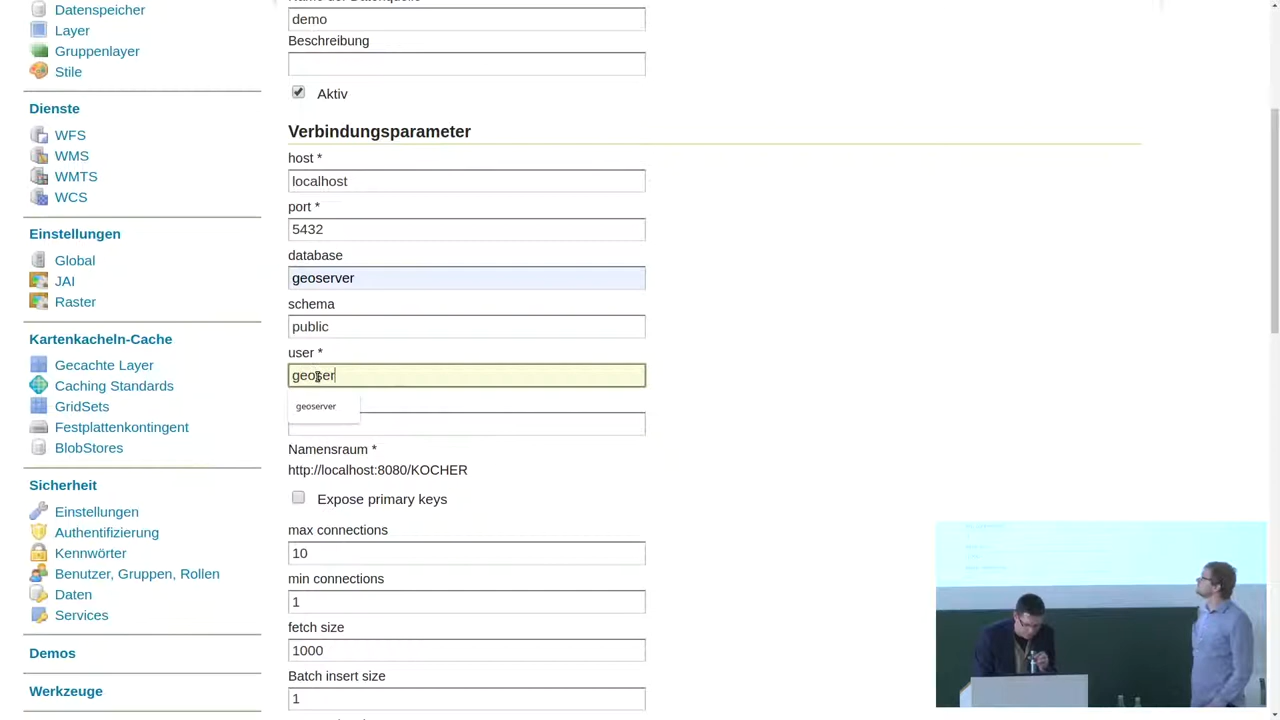 Datenspeicher
Layer
Gruppenlayer
Stile
Dienste
WFS
WMS
WMTS
WCS
Einstellungen
Global
JAI
Raster
Kartenkacheln-Cache
Gecachte Layer
Caching Standards
GridSets
Festplattenkontingent
BlobStores
Sicherheit
Einstellungen
Authentifizierung
Kennwörter
Benutzer, Gruppen, Rollen
Daten
Services
Demos
Werkzeuge
demo
Beschreibung
Aktiv
Verbindungsparameter
host *
localhost
port *
5432
database
geoserver
schema
public
user *
geoser
geoserver
Namensraum *
http://localhost:8080/KOCHER
Expose primary keys
max connections
10
min connections
1
fetch size
1000
Batch insert size
1